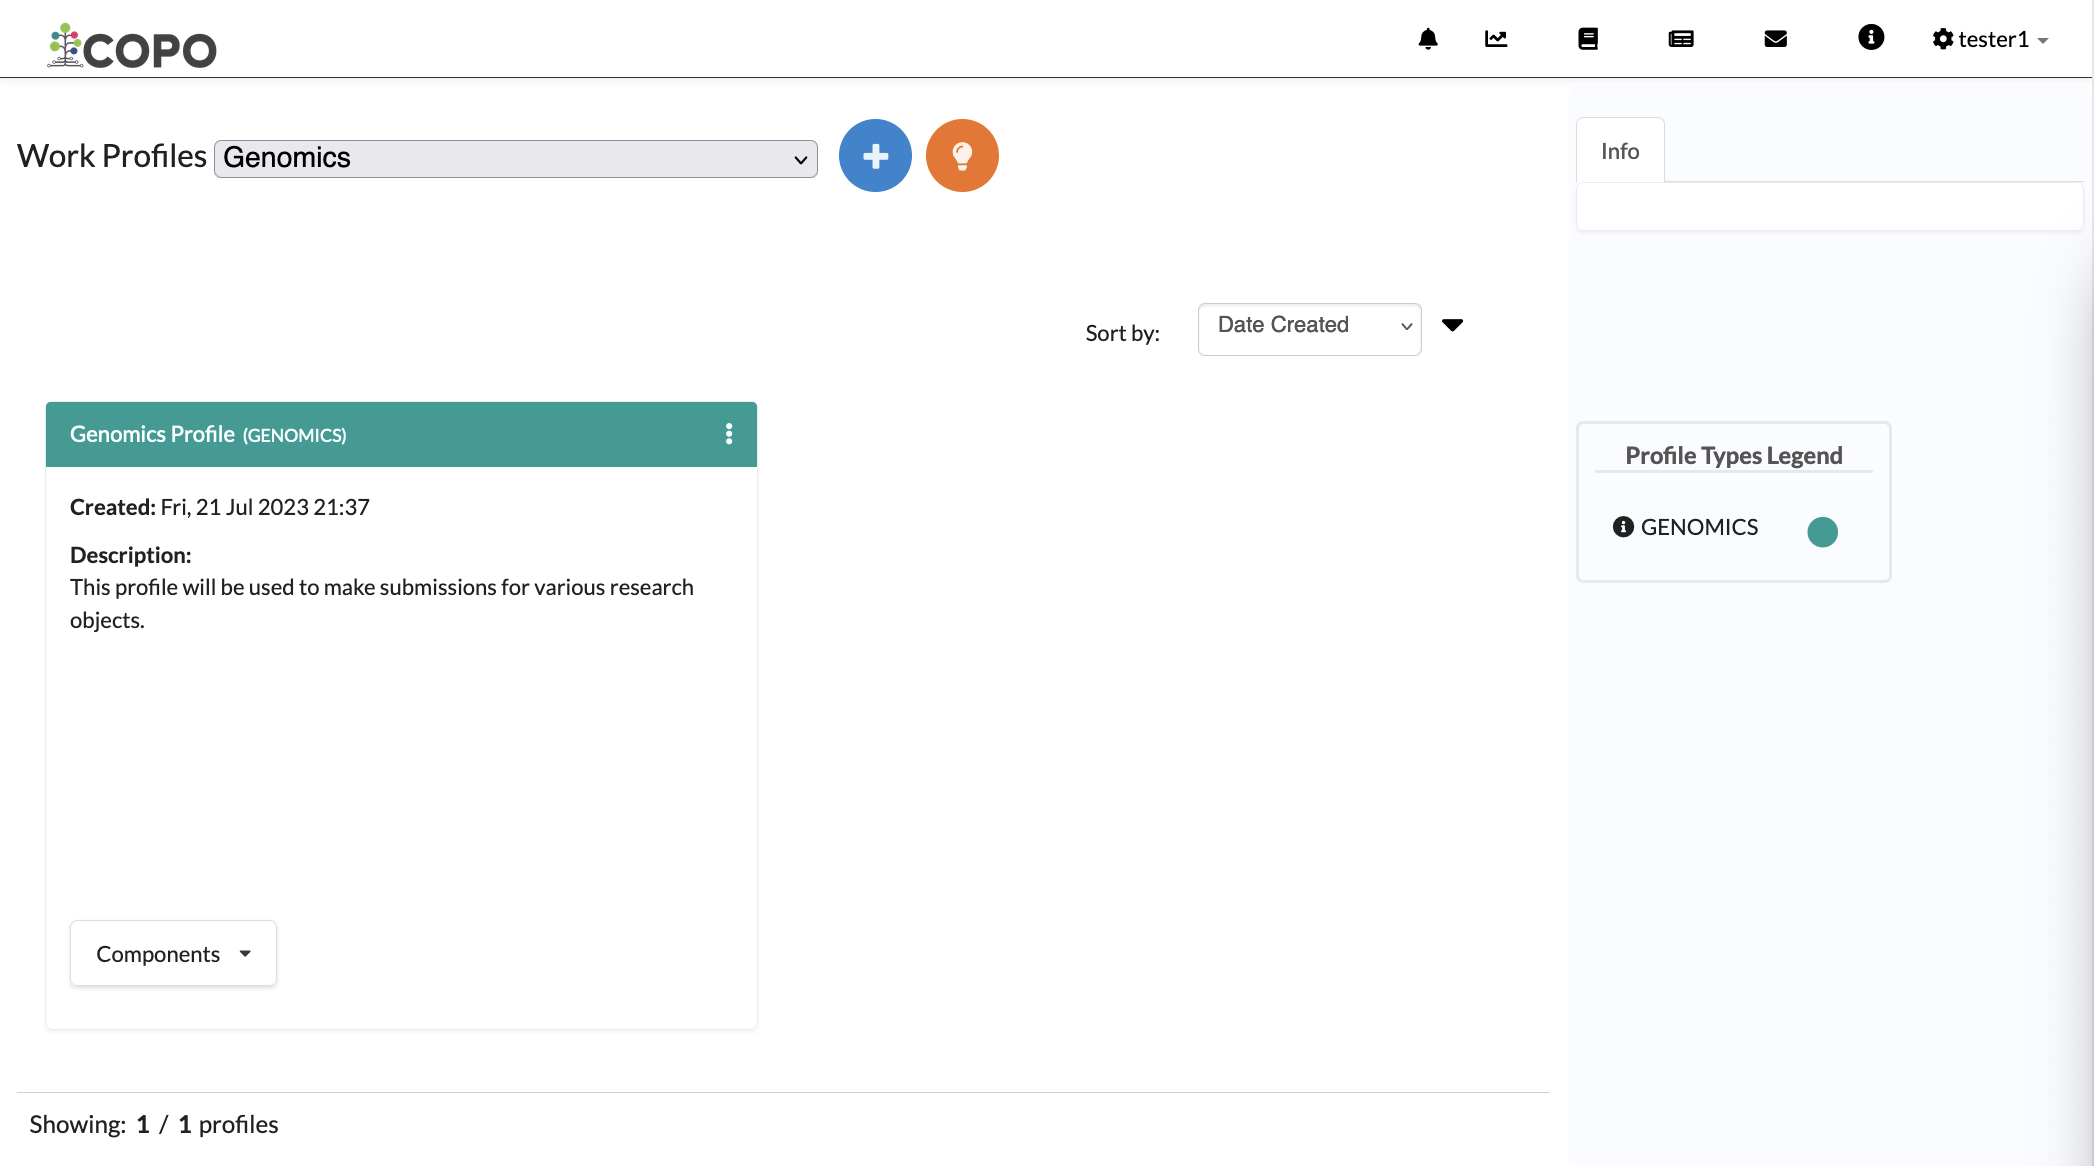 COPO
tester1
Work Profiles Genomics
Info
Sort by: Date Created
Genomics Profile (GENOMICS)
Created: Fri, 21 Jul 2023 21:37
Description:
This profile will be used to make submissions for various research
objects.
Components
Profile Types Legend
GENOMICS
Showing: 1 / 1 profiles